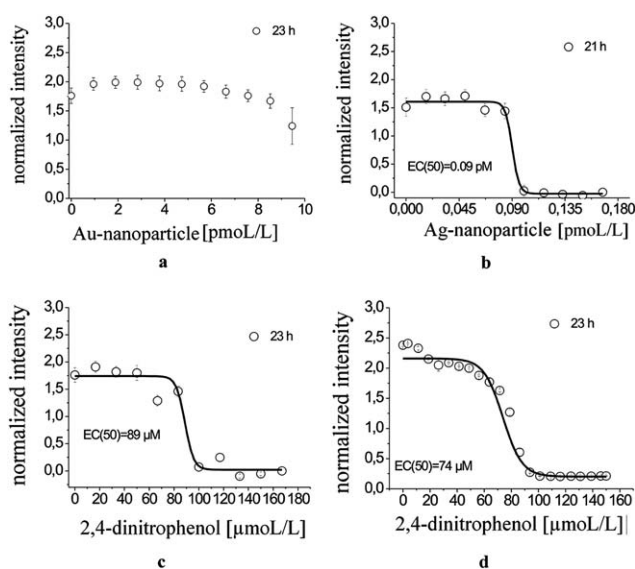 3,0
2,5
2,0
1,5
1,0
0,5
0,0
normalized intensity
23 h
0 2 4 6 8 10
Au-nanoparticle [pmoL/L]
a
3,0
2,5
2,0
1,5
1,0
0,5
0,0
normalized intensity
21 h
EC(50)=0.09 pM
0,000 0,045 0,090 0,135 0,180
Ag-nanoparticle [pmoL/L]
b
3,0
2,5
2,0
1,5
1,0
0,5
0,0
normalized intensity
23 h
EC(50)=89 µM
0 20 40 60 80 100 120 140 160 180
2,4-dinitrophenol [µmoL/L]
c
3,0
2,5
2,0
1,5
1,0
0,5
0,0
normalized intensity
23 h
EC(50)=74 µM
0 20 40 60 80 100 120 140 160
2,4-dinitrophenol [µmoL/L]
d